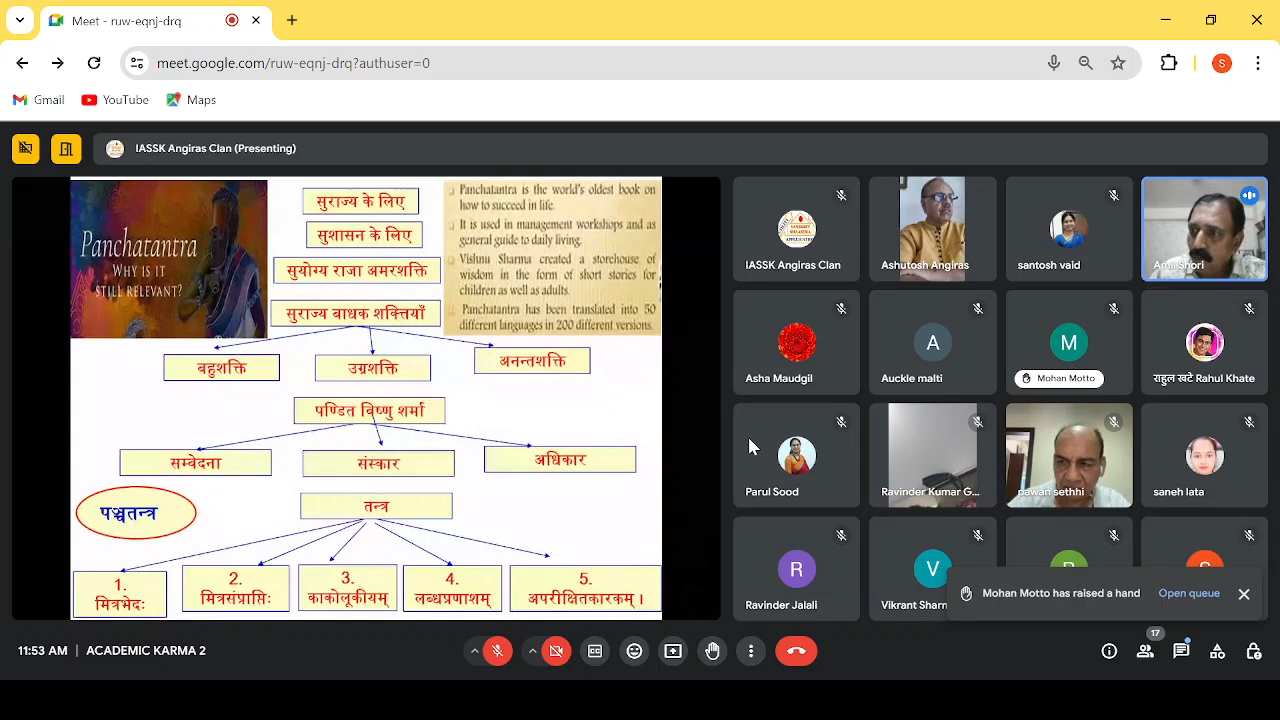 Meet - ruw-eqnj-drq
meet.google.com/ruw-eqnj-drq?authuser=0
S
Gmail
YouTube
Maps
IASSK Angiras Clan (Presenting)
Panchatantra
WHY IS IT
STILL RELEVANT?
सुराज्य के लिए
सुशासन के लिए
सुयोग्य राजा अमरशक्ति
सुराज्य बाधक शक्तियाँ
Panchatantra is the world's oldest book on
how to succeed in life.
It is used in management workshops and as
general guide to daily living.
Vishnu Sharma created a storehouse of
wisdom in the form of short stories for
children as well as adults.
Panchatantra has been translated into 50
different languages in 200 different versions.
बहुशक्ति
उग्रशक्ति
अनन्तशक्ति
पण्डित विष्णु शर्मा
सम्वेदना
संस्कार
अधिकार
पञ्चतन्त्र
तन्त्र
1.
मित्रभेदः
2.
मित्रसंप्राप्तिः
3.
काकोलूकीयम्
4.
लब्धप्रणाशम्
5.
अपरीक्षितकारकम् ।
IASSK Angiras Clan
Ashutosh Angiras
santosh vaid
Shori
Asha Maudgil
A
Auckle malti
M
Mohan Motto
राहुल खटे Rahul Khate
Parul Sood
Ravinder Kumar G...
pawan sethhi
saneh lata
R
Ravinder Jalali
V
Vikrant Sharm
Mohan Motto has raised a hand
Open queue
11:53 AM | ACADEMIC KARMA 2
17